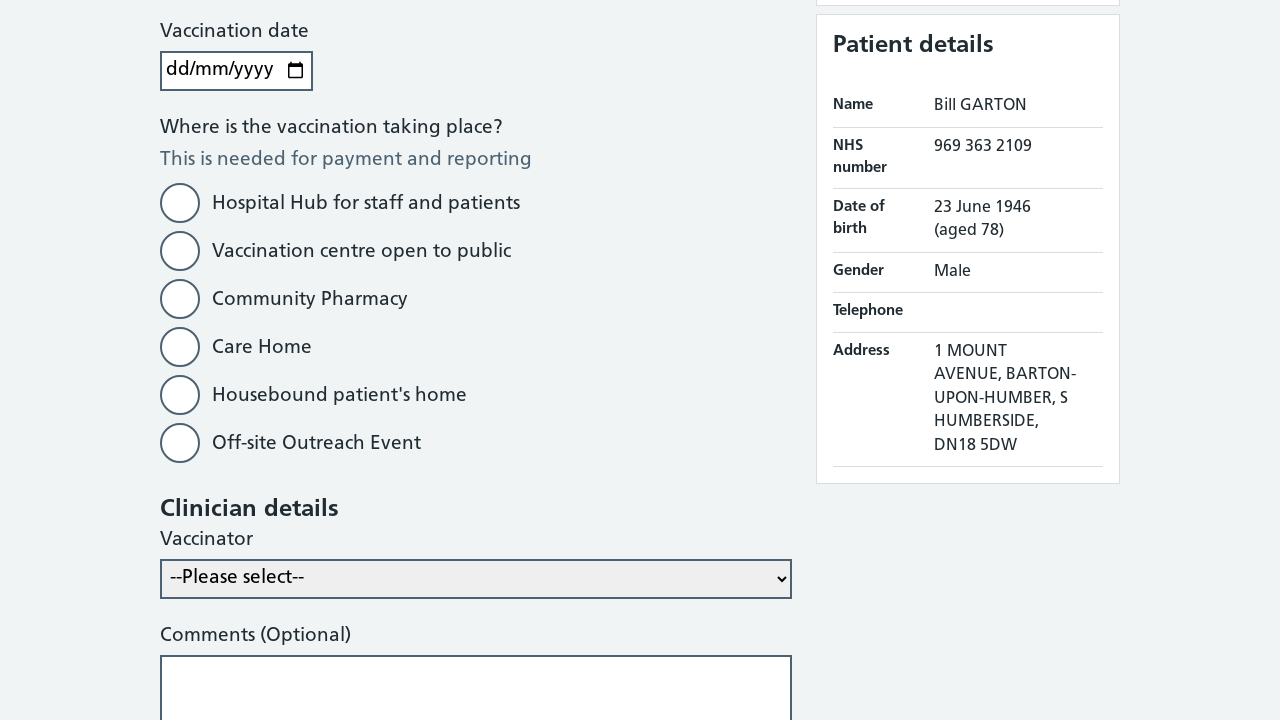 Vaccination date
dd/mm/yyyy
Where is the vaccination taking place?
This is needed for payment and reporting
Hospital Hub for staff and patients
Vaccination centre open to public
Community Pharmacy
Care Home
Housebound patient's home
Off-site Outreach Event
Clinician details
Vaccinator
--Please select--
Comments (Optional)
Patient details
Name Bill GARTON
NHS number 969 363 2109
Date of birth 23 June 1946
(aged 78)
Gender Male
Telephone
Address 1 MOUNT
AVENUE, BARTON-
UPON-HUMBER, S
HUMBERSIDE,
DN18 5DW